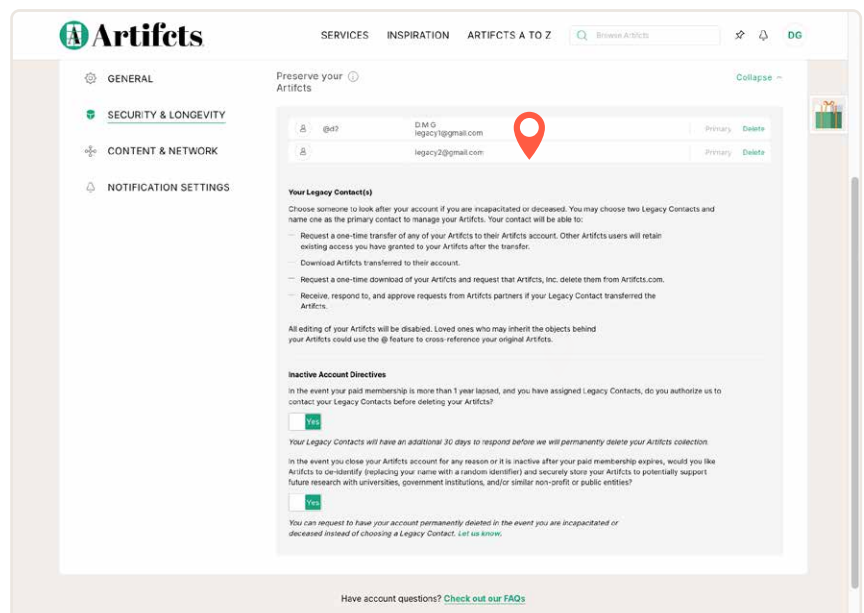 Artifcts
SERVICES
INSPIRATION
ARTIFCTS A TO Z
Browse Artifcts
DG
GENERAL
SECURITY & LONGEVITY
CONTENT & NETWORK
NOTIFICATION SETTINGS
Preserve your
Artifcts
Collapse
@d2
D.M.G
legacy1@gmail.com
Primary
Delete
legacy2@gmail.com
Primary
Delete
Your Legacy Contact(s)
Choose someone to look after your account if you are incapacitated or deceased. You may choose two Legacy Contacts and
name one as the primary contact to manage your Artifcts. Your contact will be able to:
Request a one-time transfer of any of your Artifcts to their Artifcts account. Other Artifcts users will retain
existing access you have granted to your Artifcts after the transfer.
Download Artifcts transferred to their account.
Request a one-time download of your Artifcts and request that Artifcts, Inc. delete them from Artifcts.com.
Receive, respond to, and approve requests from Artifcts partners if your Legacy Contact transferred the
Artifcts.
All editing of your Artifcts will be disabled. Loved ones who may inherit the objects behind
your Artifcts could use the @ feature to cross-reference your original Artifcts.
Inactive Account Directives
In the event your paid membership is more than 1 year lapsed, and you have assigned Legacy Contacts, do you authorize us to
contact your Legacy Contacts before deleting your Artifcts?
Yes
Your Legacy Contacts will have an additional 30 days to respond before we will permanently delete your Artifcts collection.
In the event you close your Artifcts account for any reason or it is inactive after your paid membership expires, would you like
Artifcts to de-identify (replacing your name with a random identifier) and securely store your Artifcts to potentially support
future research with universities, government institutions, and/or similar non-profit or public entities?
Yes
You can request to have your account permanently deleted in the event you are incapacitated or
deceased instead of choosing a Legacy Contact. Let us know.
Have account questions? Check out our FAQs